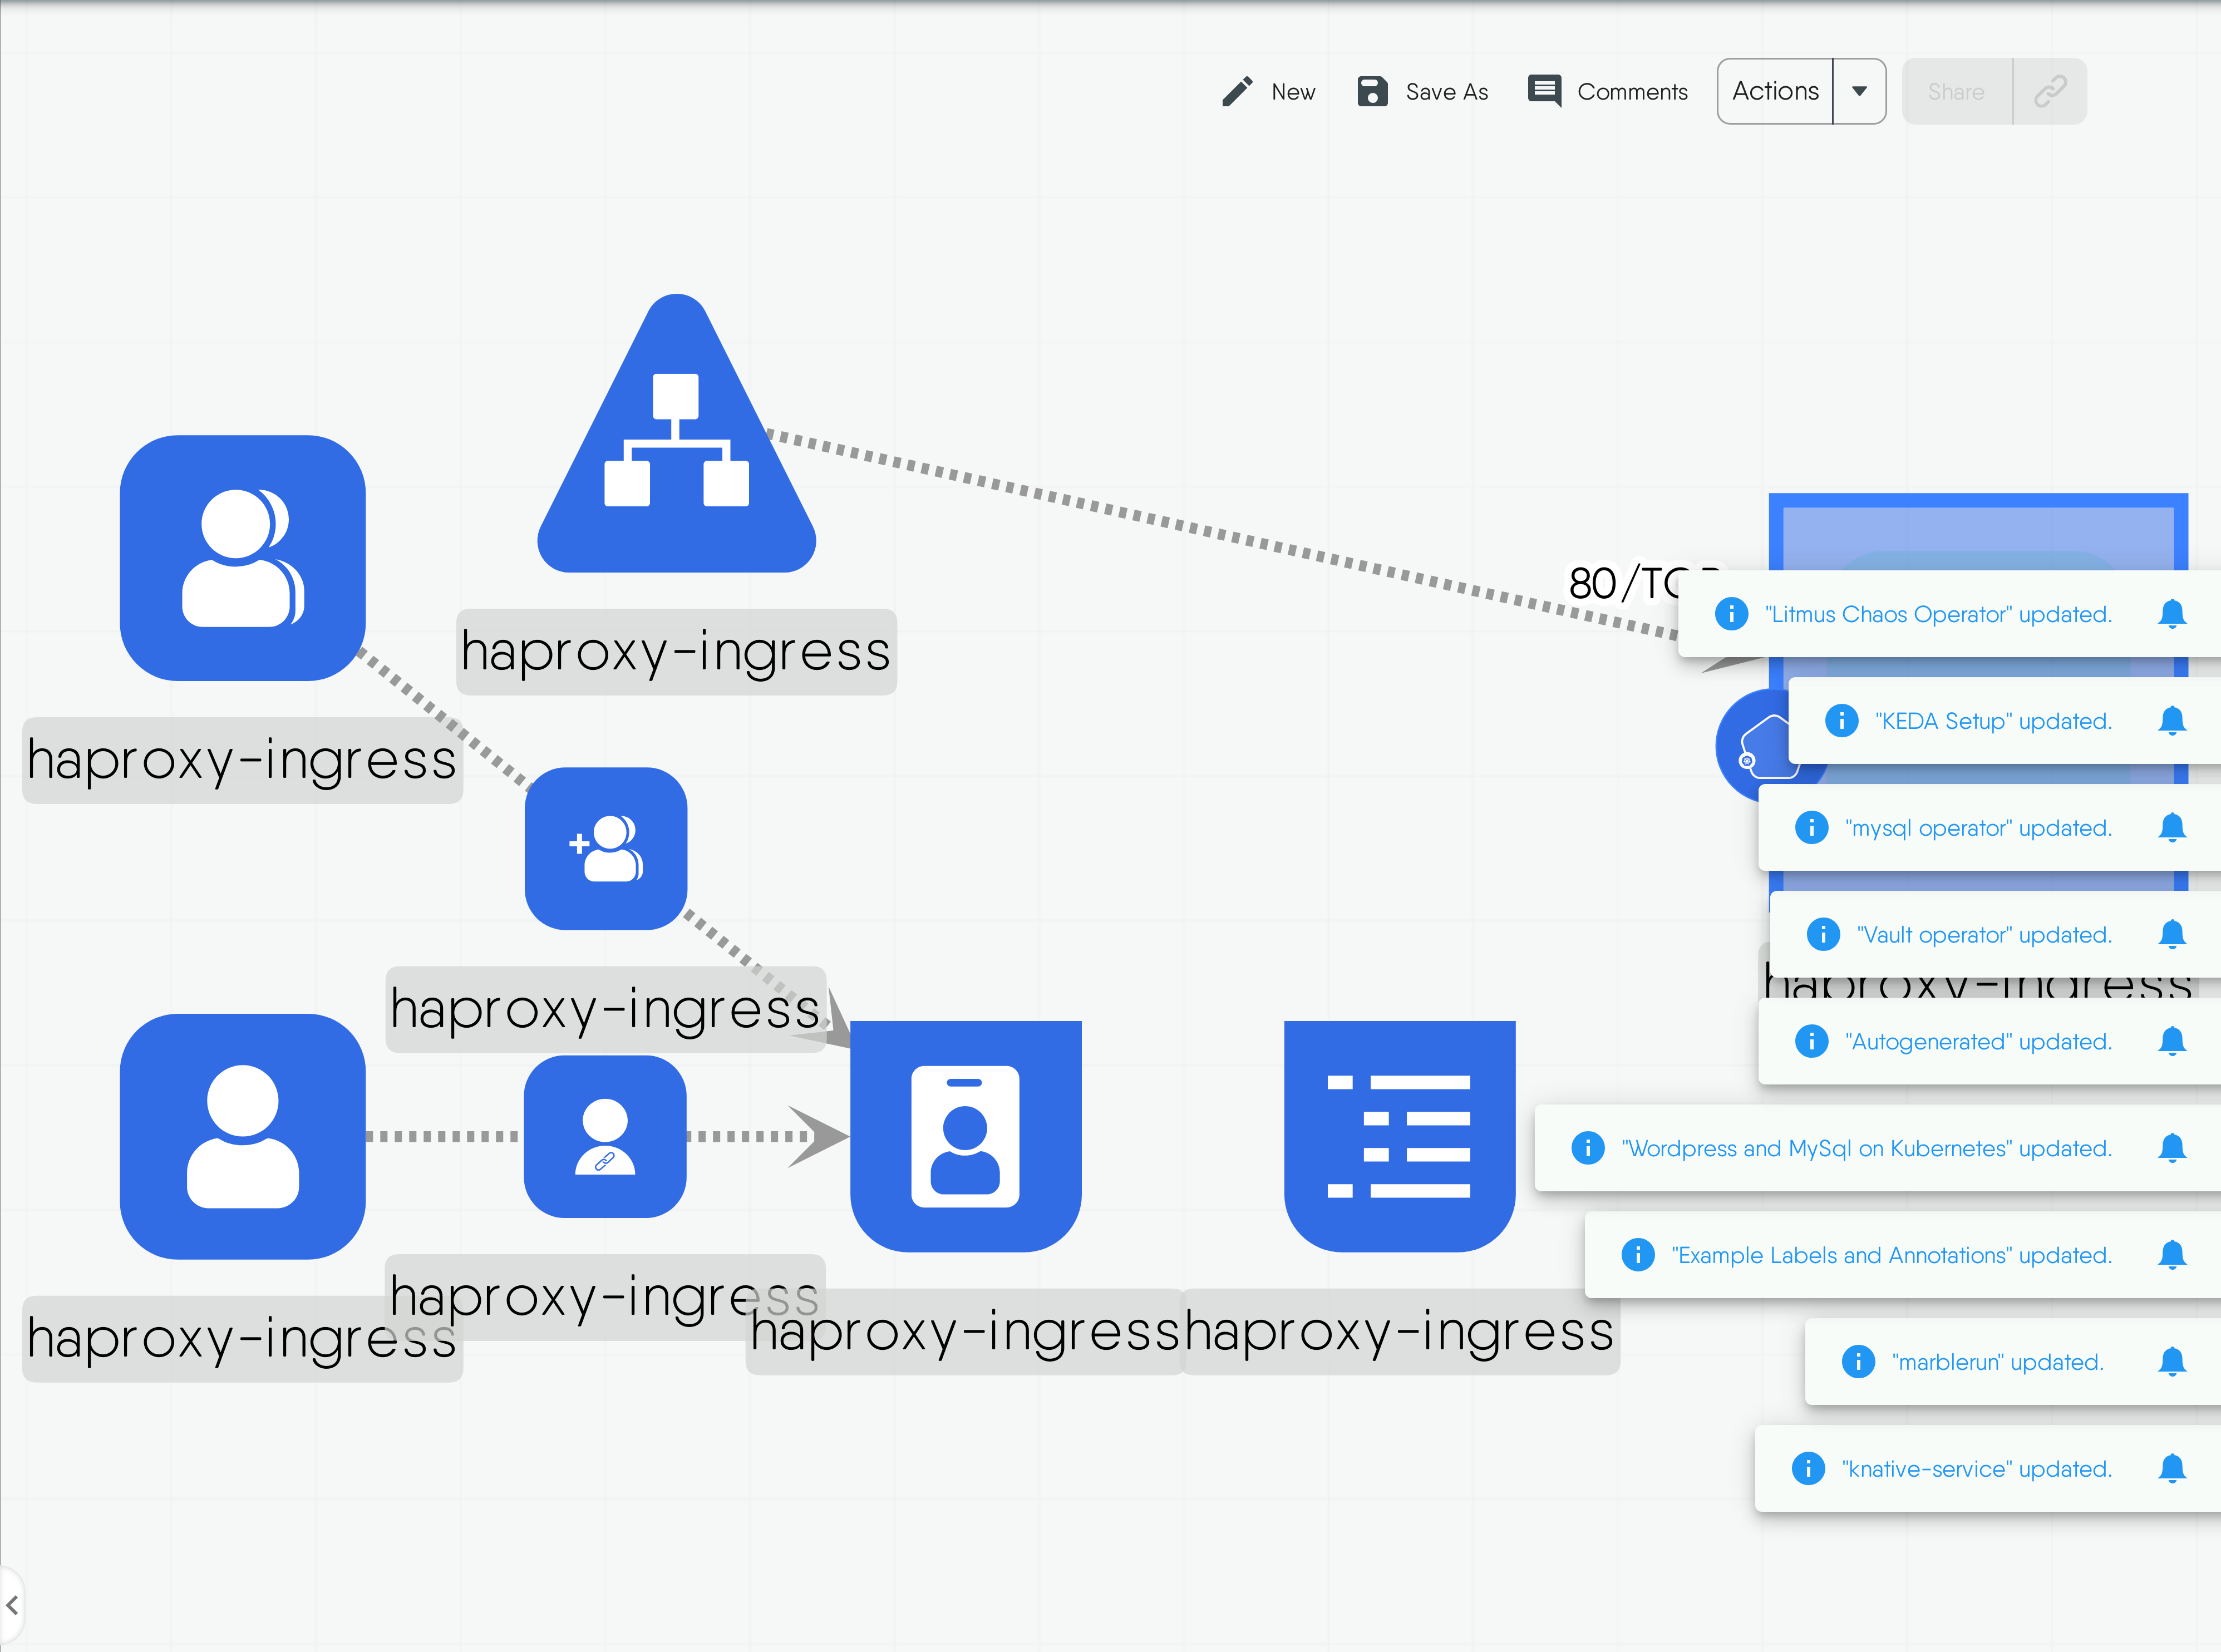 New
Save As
Comments
Actions
Share
haproxy-ingress
haproxy-ingress
80/TCP
"Litmus Chaos Operator" updated.
"KEDA Setup" updated.
"mysql operator" updated.
"Vault operator" updated.
haproxy-ingress
"Autogenerated" updated.
"Wordpress and MySql on Kubernetes" updated.
"Example Labels and Annotations" updated.
"marblerun" updated.
"knative-service" updated.
haproxy-ingress
haproxy-ingress
haproxy-ingress
haproxy-ingress
haproxy-ingress